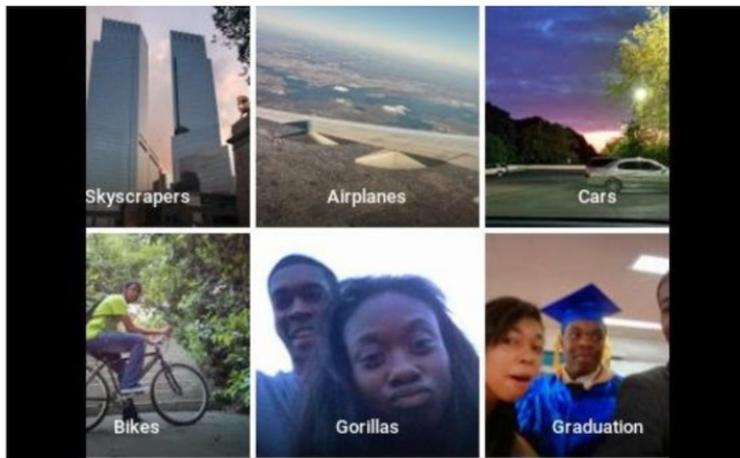 Skyscrapers
Airplanes
Cars
Bikes
Gorillas
Graduation